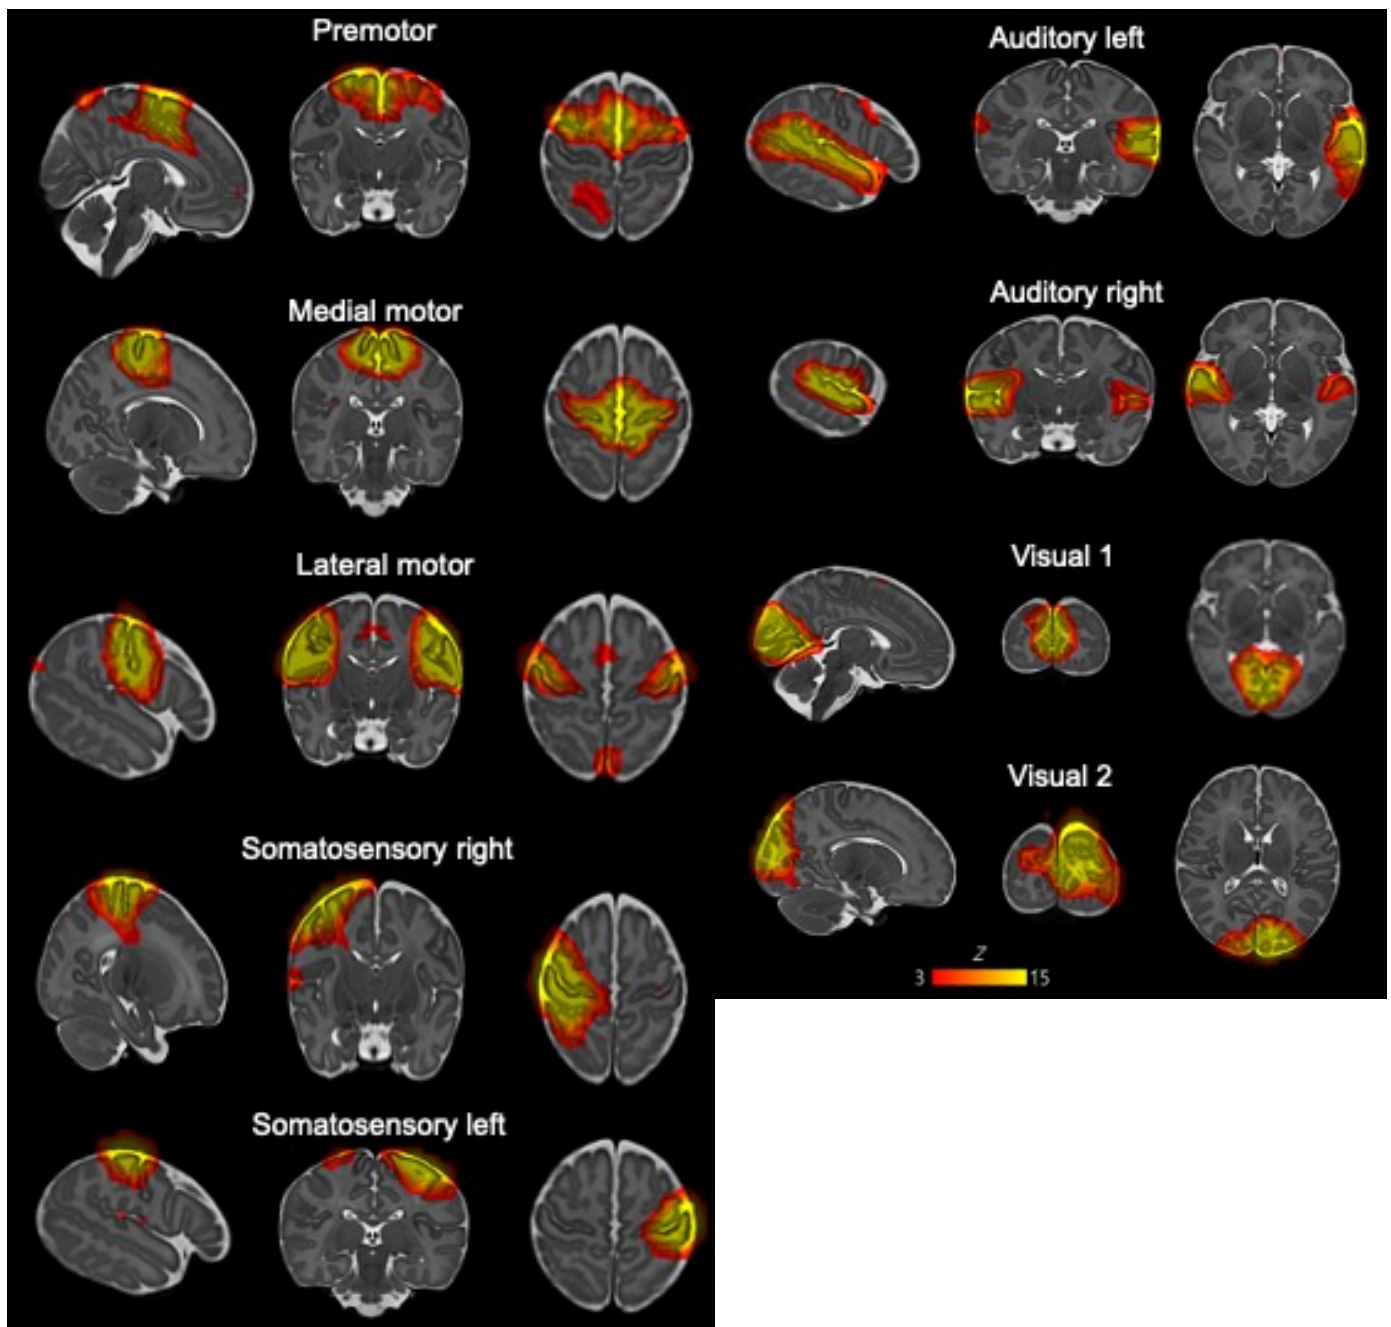 Premotor
Medial motor
Lateral motor
Somatosensory right
Somatosensory left
Auditory left
Auditory right
Visual 1
Visual 2
Z
3 15